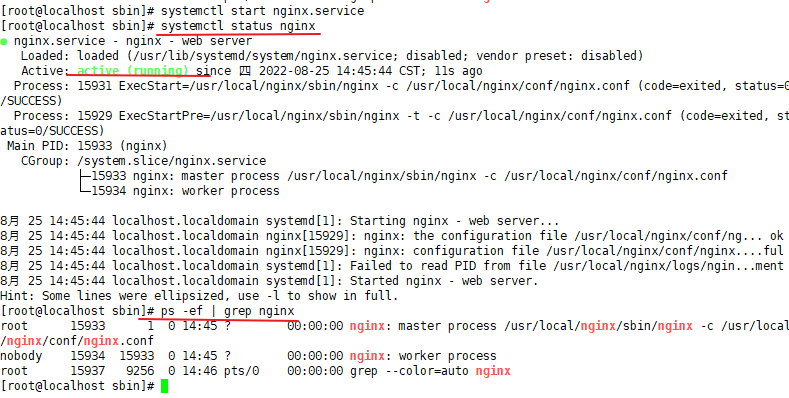 [root@localhost sbin]# systemctl start nginx.service
[root@localhost sbin]# systemctl status nginx
● nginx.service - nginx - web server
Loaded: loaded (/usr/lib/systemd/system/nginx.service; disabled; vendor preset: disabled)
Active: active (running) since 四 2022-08-25 14:45:44 CST; 11s ago
Process: 15931 ExecStart=/usr/local/nginx/sbin/nginx -c /usr/local/nginx/conf/nginx.conf (code=exited, status=0
/SUCCESS)
Process: 15929 ExecStartPre=/usr/local/nginx/sbin/nginx -t -c /usr/local/nginx/conf/nginx.conf (code=exited, st
atus=0/SUCCESS)
Main PID: 15933 (nginx)
CGroup: /system.slice/nginx.service
├─15933 nginx: master process /usr/local/nginx/sbin/nginx -c /usr/local/nginx/conf/nginx.conf
└─15934 nginx: worker process
8月 25 14:45:44 localhost.localdomain systemd[1]: Starting nginx - web server...
8月 25 14:45:44 localhost.localdomain nginx[15929]: nginx: the configuration file /usr/local/nginx/conf/ng... ok
8月 25 14:45:44 localhost.localdomain nginx[15929]: nginx: configuration file /usr/local/nginx/conf/nginx....ful
8月 25 14:45:44 localhost.localdomain systemd[1]: Failed to read PID from file /usr/local/nginx/logs/ngin...ment
8月 25 14:45:44 localhost.localdomain systemd[1]: Started nginx - web server.
Hint: Some lines were ellipsized, use -l to show in full.
[root@localhost sbin]# ps -ef | grep nginx
root 15933 1 0 14:45 ? 00:00:00 nginx: master process /usr/local/nginx/sbin/nginx -c /usr/local
/nginx/conf/nginx.conf
nobody 15934 15933 0 14:45 ? 00:00:00 nginx: worker process
root 15937 9256 0 14:46 pts/0 00:00:00 grep --color=auto nginx
[root@localhost sbin]#